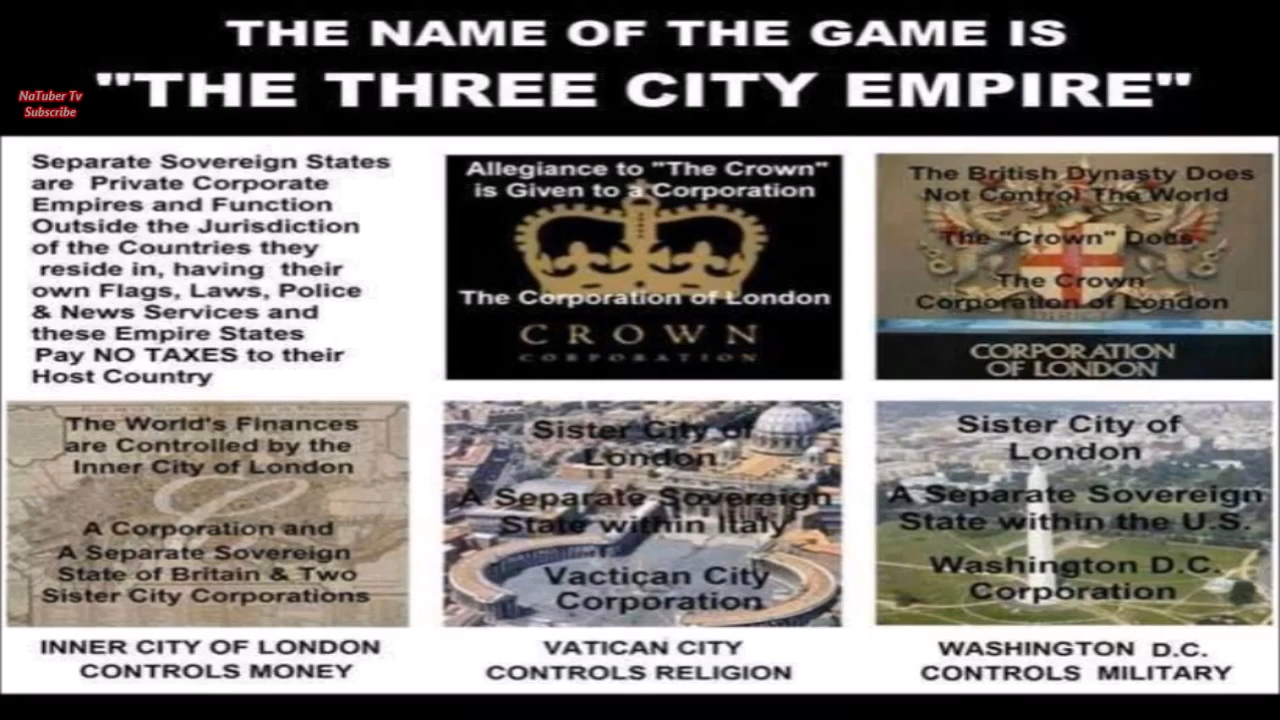 THE NAME OF THE GAME IS
"THE THREE CITY EMPIRE"
NaTuber Tv
Subscribe
Separate Sovereign States
are Private Corporate
Empires and Function
Outside the Jurisdiction
of the Countries they
reside in, having their
own Flags, Laws, Police
& News Services and
these Empire States
Pay NO TAXES to their
Host Country
Allegiance to "The Crown"
is Given to a Corporation
The Corporation of London
CROWN
CORPORATION
The British Dynasty Does
Not Control The World
The "Crown" Does
The Crown
Corporation of London
CORPORATION
OF LONDON
The World's Finances
are Controlled by the
Inner City of London
A Corporation and
A Separate Sovereign
State of Britain & Two
Sister City Corporations
INNER CITY OF LONDON
CONTROLS MONEY
Sister City of
London
A Separate Sovereign
State within Italy
Vactican City
Corporation
VATICAN CITY
CONTROLS RELIGION
Sister City of
London
A Separate Sovereign
State within the U.S.
Washington D.C.
Corporation
WASHINGTON D.C.
CONTROLS MILITARY